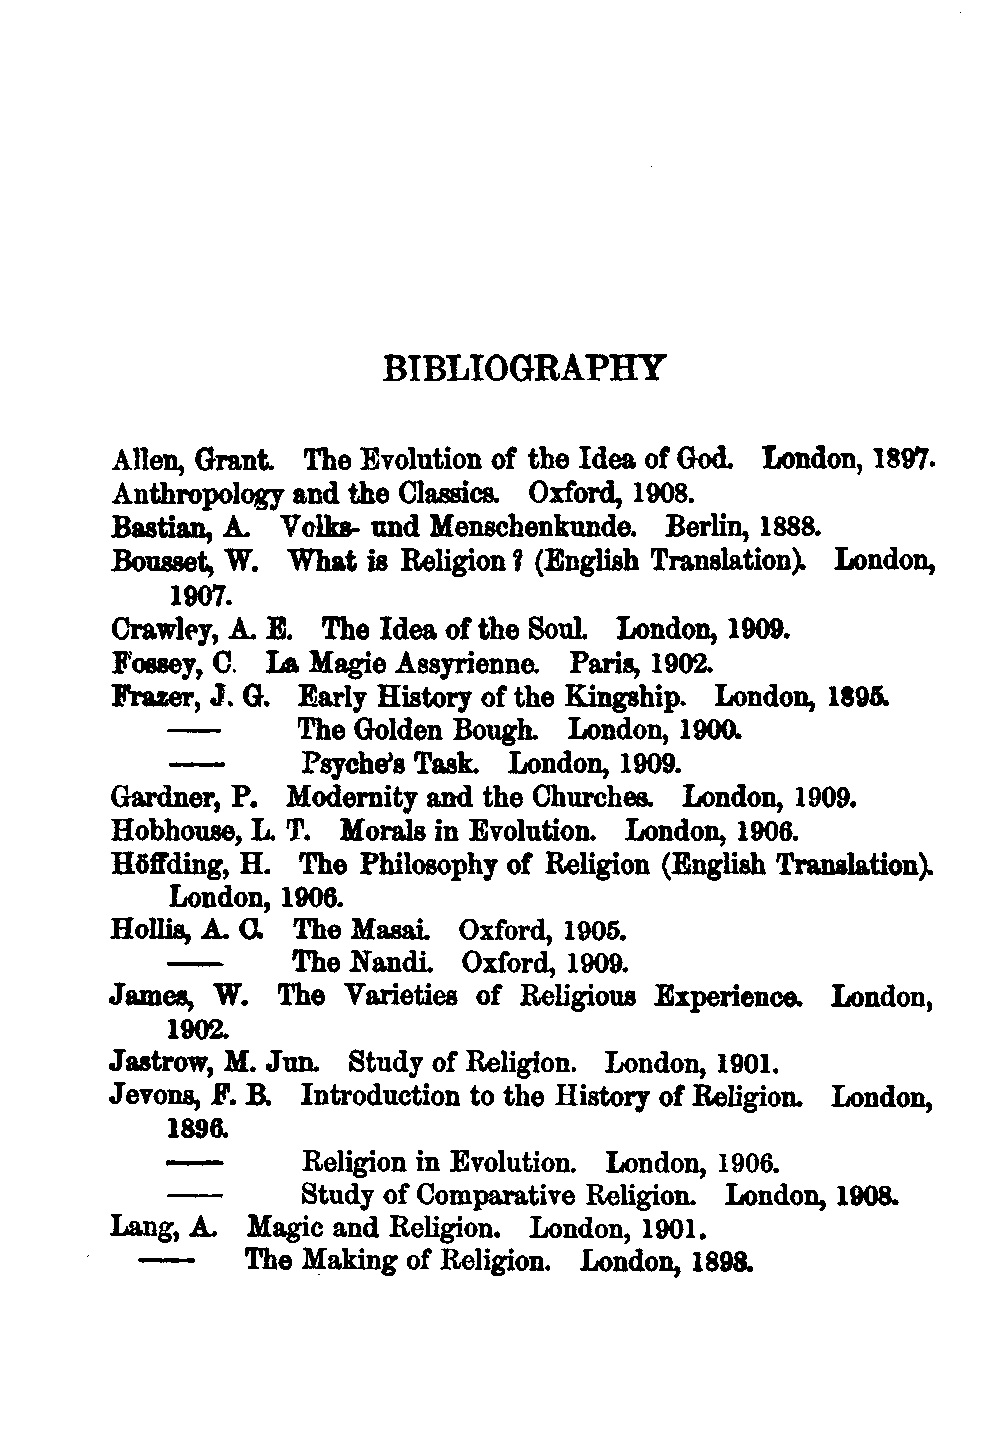 BIBLIOGRAPHY
Allen, Grant. The Evolution of the Idea of God. London, 1897.
Anthropology and the Classics. Oxford, 1908.
Bastian, A. Volks- und Menschenkunde. Berlin, 1888.
Bousset, W. What is Religion? (English Translation). London,
1907.
Crawley, A. E. The Idea of the Soul. London, 1909.
Fossey, C. La Magie Assyrienne. Paris, 1902.
Frazer, J. G. Early History of the Kingship. London, 1895.
—— The Golden Bough. London, 1900.
—— Psyche's Task. London, 1909.
Gardner, P. Modernity and the Churches. London, 1909.
Hobhouse, L. T. Morals in Evolution. London, 1906.
Höffding, H. The Philosophy of Religion (English Translation).
London, 1906.
Hollis, A. C. The Masai. Oxford, 1905.
—— The Nandi. Oxford, 1909.
James, W. The Varieties of Religious Experience. London,
1902.
Jastrow, M. Jun. Study of Religion. London, 1901.
Jevons, F. B. Introduction to the History of Religion. London,
1896.
—— Religion in Evolution. London, 1906.
—— Study of Comparative Religion. London, 1908.
Lang, A. Magic and Religion. London, 1901.
—— The Making of Religion. London, 1898.